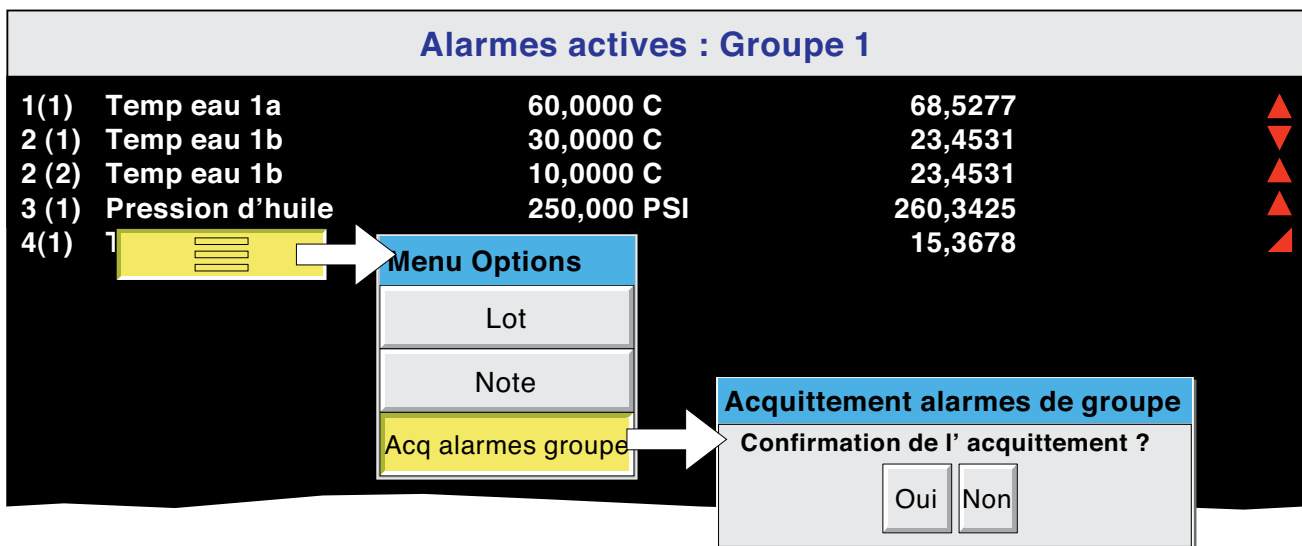 Alarmes actives : Groupe 1
1(1) Temp eau 1a 60,0000 C 68,5277
2 (1) Temp eau 1b 30,0000 C 23,4531
2 (2) Temp eau 1b 10,0000 C 23,4531
3 (1) Pression d’huile 250,000 PSI 260,3425
4(1) 15,3678
Menu Options
Lot
Note
Acq alarmes groupe
Acquittement alarmes de groupe
Confirmation de l’ acquittement ?
Oui Non